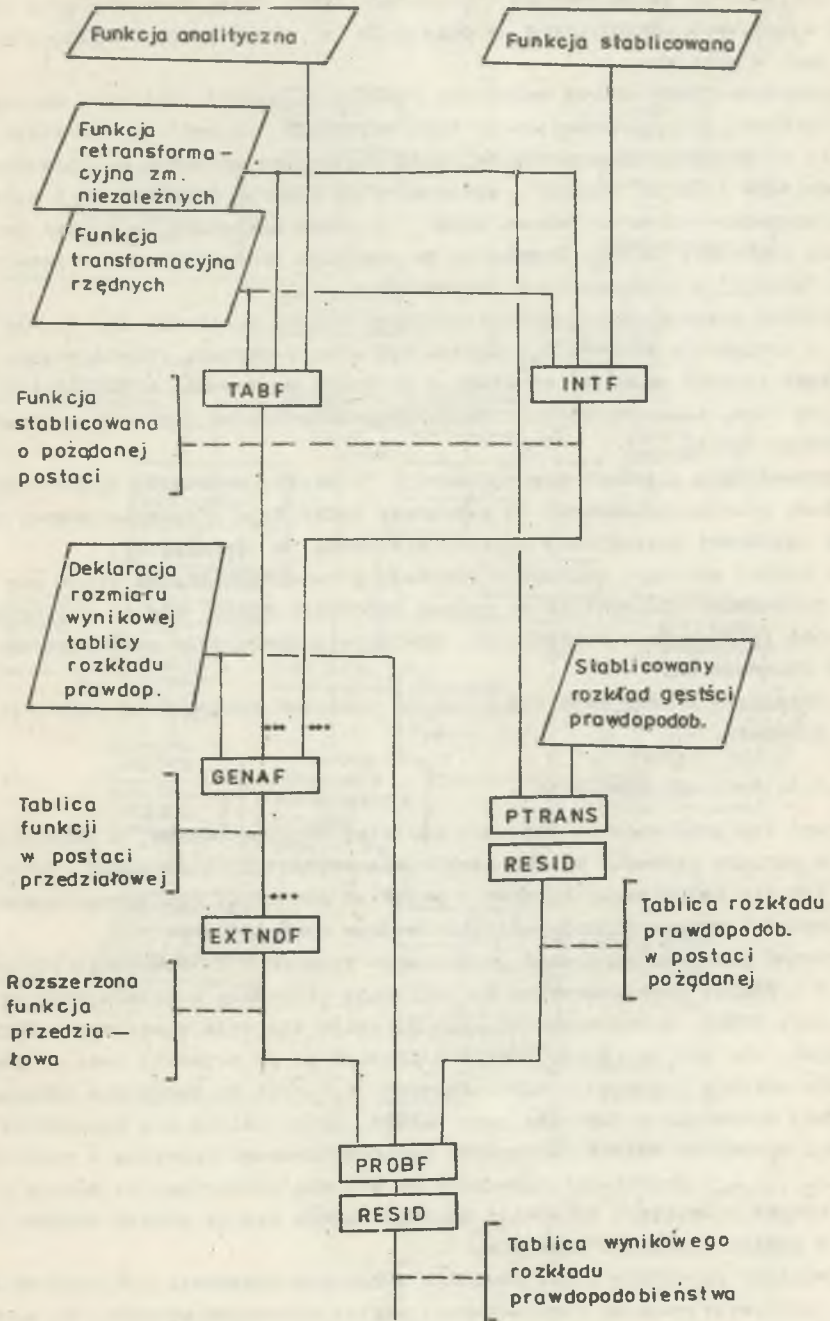 Funkcja analityczna
Funkcja stablicowana
Funkcja
retransforma—
cyjna zm.
niezależnych
Funkcja
transformacyjna
rzędnych
TABF
INTF
Funkcja
stablicowana
o pożądanej
postaci
Deklaracja
rozmiaru
wynikowej
tablicy
rozkładu
prawdop.
Stablicowany
rozkład gęstści
prawdopodob.
GENAF
PTRANS
RESID
Tablica
funkcji
w postaci
przedziałowej
EXTNDF
Tablica rozkładu
prawdopodob.
w postaci
pożądanej
Rozszerzona
funkcja
przedzia—
łowa
PROBF
RESID
Tablica wynikowego
rozkładu
prawdopodobieństwa